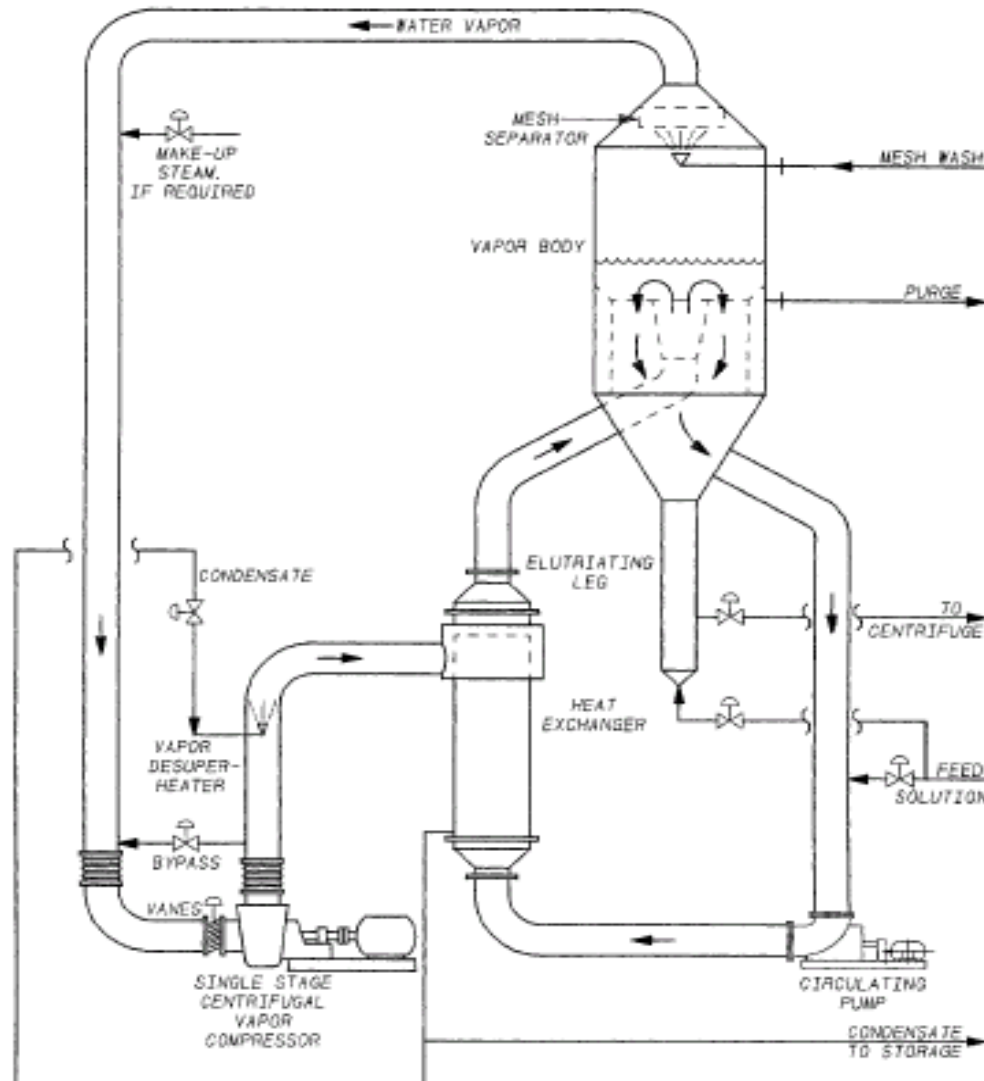 WATER VAPOR
MESH
SEPARATOR
MAKE-UP
STEAM.
IF REQUIRED
MESH WASH
VAPOR BODY
PURGE
CONDENSATE
ELUTRIATING
LEG
TO
CENTRIFUGE
HEAT
EXCHANGER
VAPOR
DESUPER-
HEATER
FEED
SOLUTION
BYPASS
VANES
SINGLE STAGE
CENTRIFUGAL
VAPOR
COMPRESSOR
CIRCULATING
PUMP
CONDENSATE
TO STORAGE